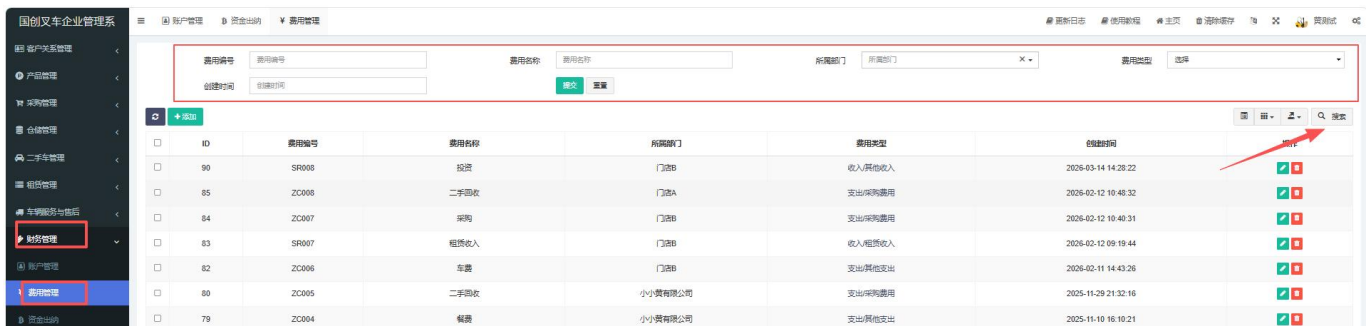 国创叉车企业管理系
账户管理 资金出纳 ¥ 费用管理 更新日志 使用教程 主页 清除缓存
客户关系管理
产品管理
采购管理
仓储管理
二手车管理
租赁管理
车辆服务与售后
财务管理
账户管理
¥ 费用管理
资金出纳
费用编号 费用编号 费用名称 费用名称 所属部门 所属部门 费用类型 选择
创建时间 创建时间 提交 重置
+添加 搜索
ID 费用编号 费用名称 所属部门 费用类型 创建时间 操作
90 SR008 投资 门店B 收入/其他收入 2026-03-14 14:28:22
85 ZC008 二手回收 门店A 支出/采购费用 2026-02-12 10:48:32
84 ZC007 采购 门店B 支出/采购费用 2026-02-12 10:40:31
83 SR007 租赁收入 门店B 收入/租赁收入 2026-02-12 09:19:44
82 ZC006 车费 门店B 支出/其他支出 2026-02-11 14:43:26
80 ZC005 二手回收 小小黄有限公司 支出/采购费用 2025-11-29 21:32:16
79 ZC004 餐费 小小黄有限公司 支出/其他支出 2025-11-10 16:10:21